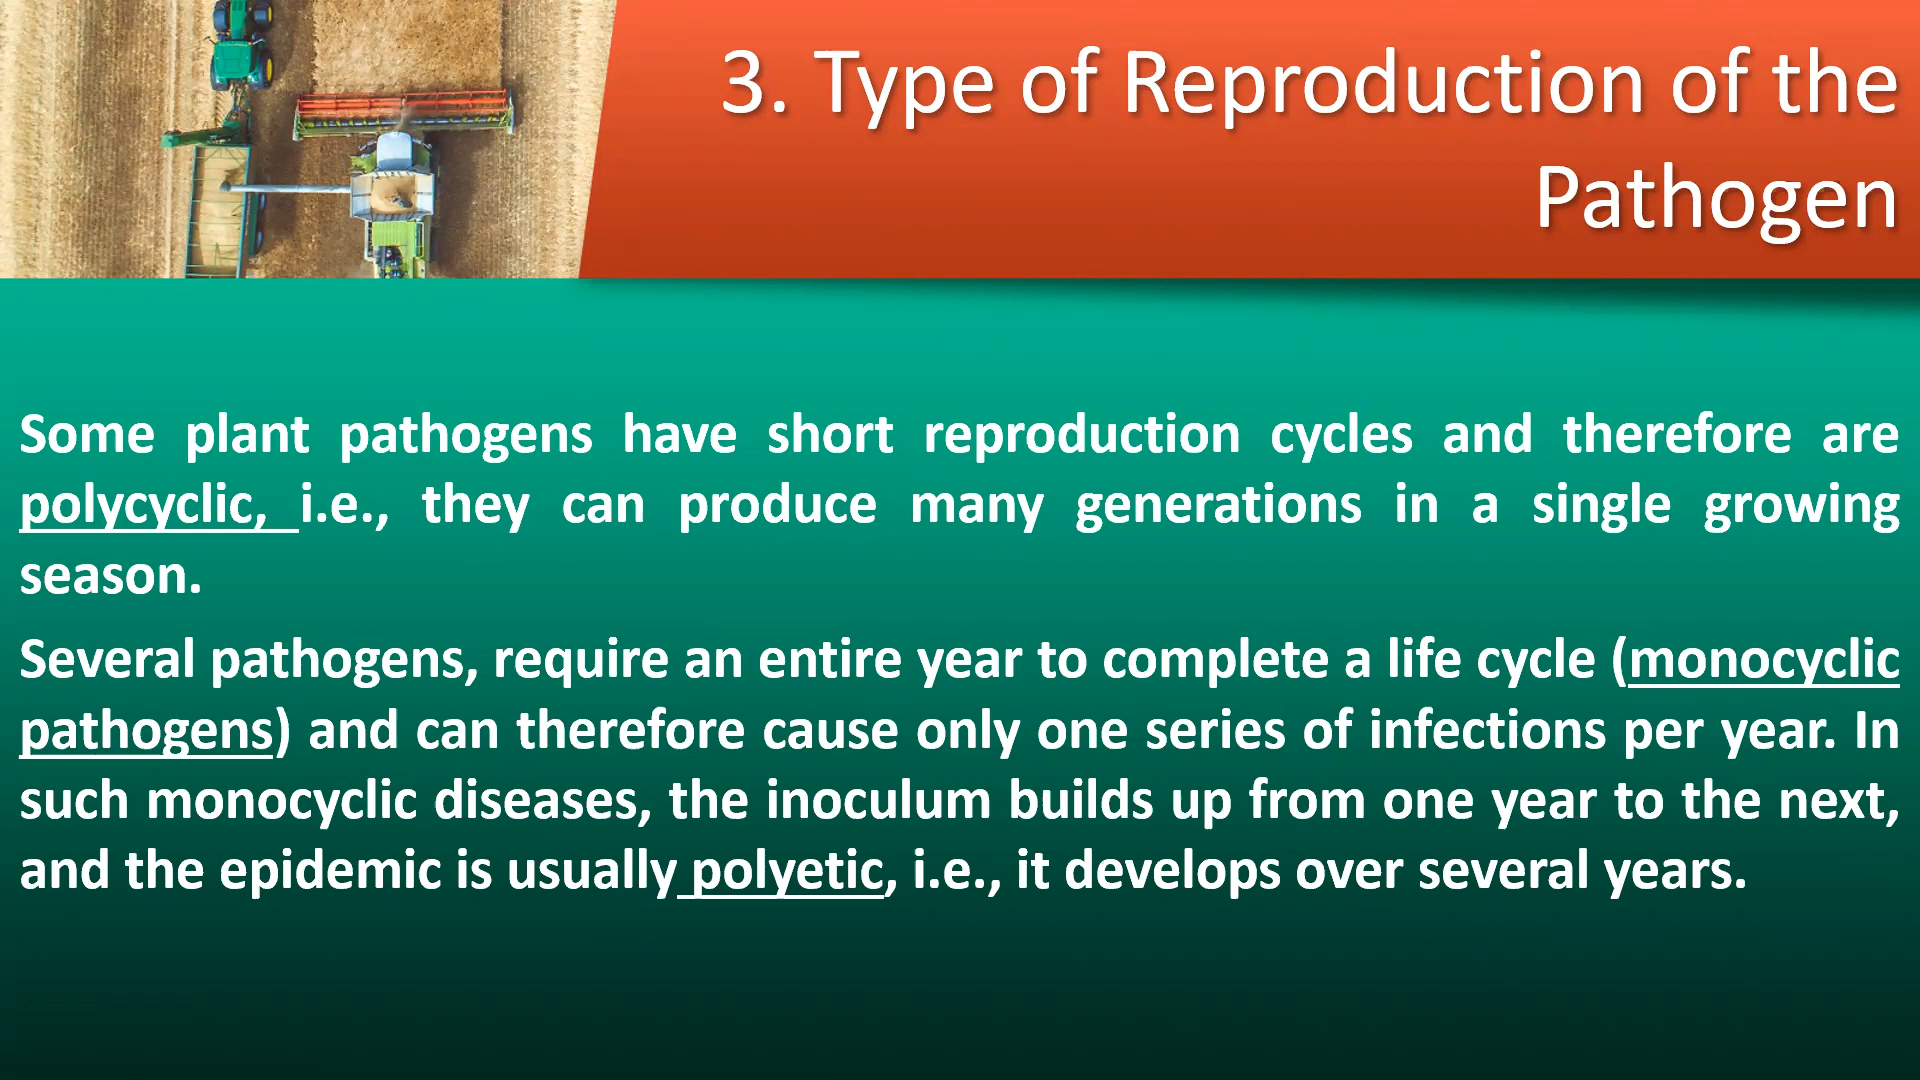 3. Type of Reproduction of the
Pathogen
Some plant pathogens have short reproduction cycles and therefore are
polycyclic, i.e., they can produce many generations in a single growing
season.
Several pathogens, require an entire year to complete a life cycle (monocyclic
pathogens) and can therefore cause only one series of infections per year. In
such monocyclic diseases, the inoculum builds up from one year to the next,
and the epidemic is usually polyetic, i.e., it develops over several years.